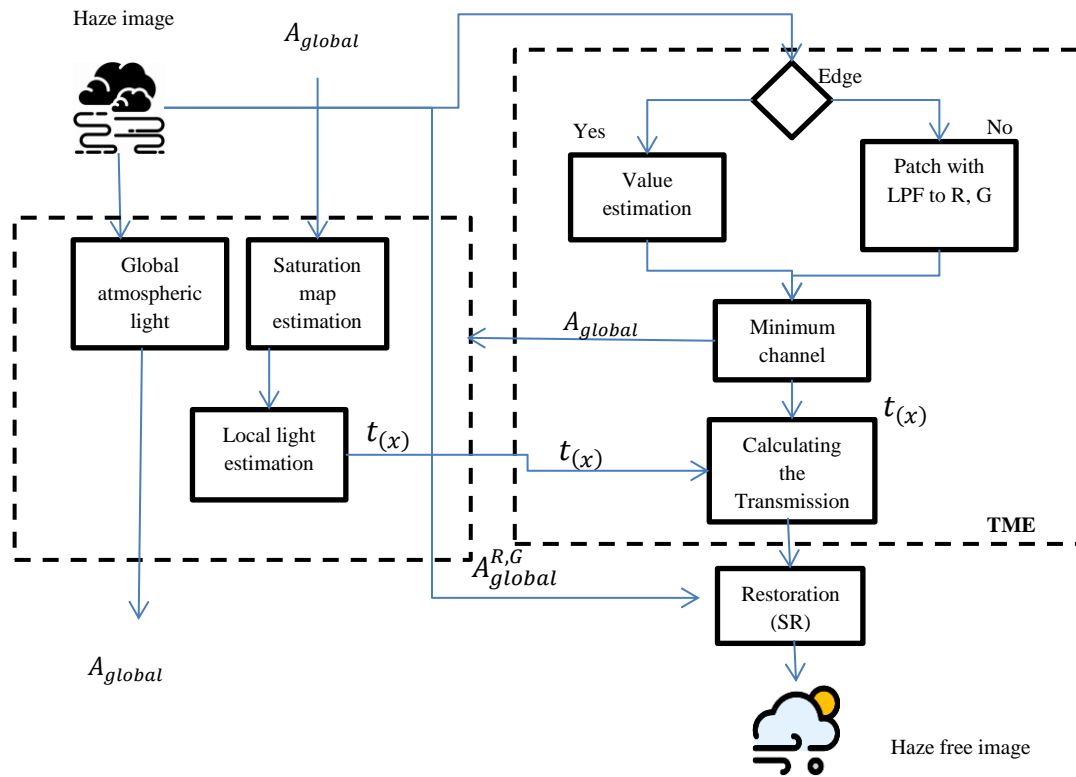 Haze image
A_global
Edge
Yes
No
Value
estimation
Patch with
LPF to R, G
Global
atmospheric
light
Saturation
map
estimation
A_global
Minimum
channel
t_(x)
Local light
estimation
t_(x)
t_(x)
Calculating
the
Transmission
TME
A_global^R,G
Restoration
(SR)
A_global
Haze free image